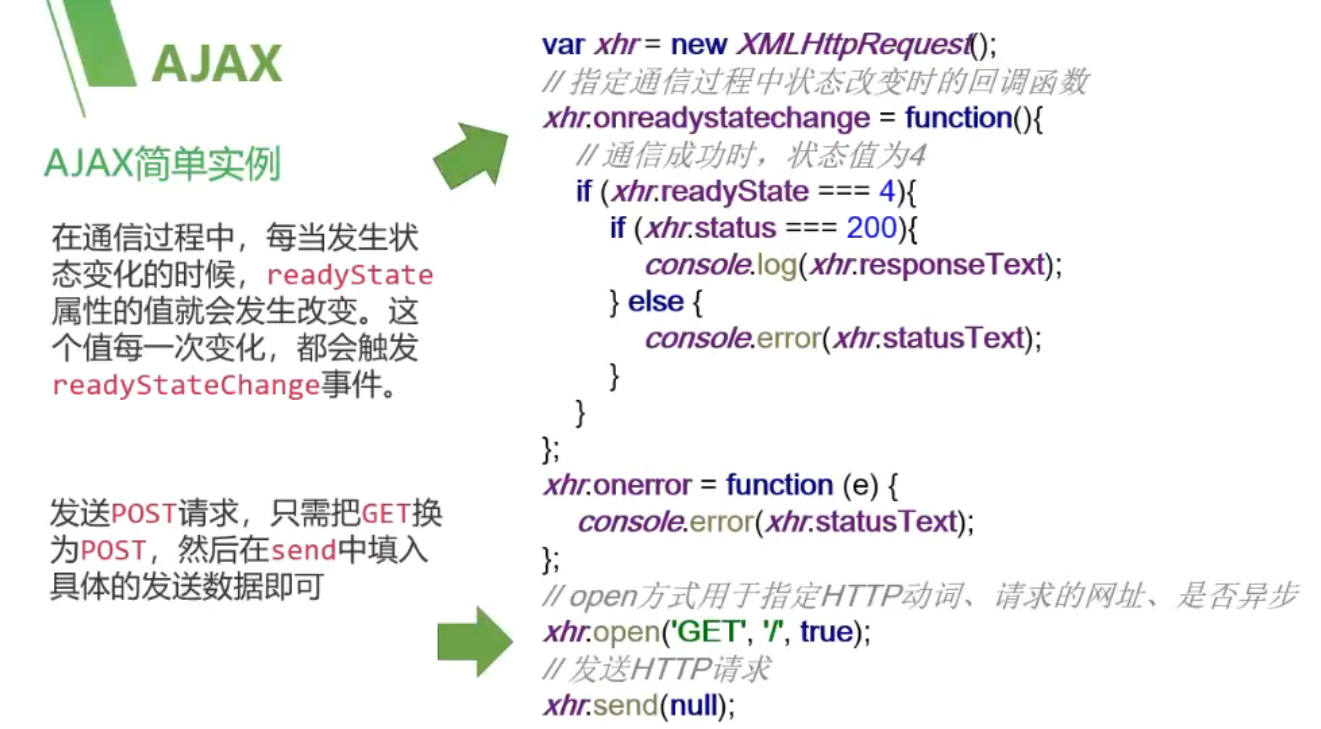 AJAX
AJAX简单实例
在通信过程中，每当发生状
态变化的时候，readyState
属性的值就会发生改变。这
个值每一次变化，都会触发
readyStateChange事件。
发送POST请求，只需把GET换
为POST，然后在send中填入
具体的发送数据即可
var xhr = new XMLHttpRequest();
// 指定通信过程中状态改变时的回调函数
xhr.onreadystatechange = function(){
// 通信成功时，状态值为4
if (xhr.readyState === 4){
if (xhr.status === 200){
console.log(xhr.responseText);
} else {
console.error(xhr.statusText);
}
}
};
xhr.onerror = function (e) {
console.error(xhr.statusText);
};
// open方式用于指定HTTP动词、请求的网址、是否异步
xhr.open('GET', '/', true);
// 发送HTTP请求
xhr.send(null);